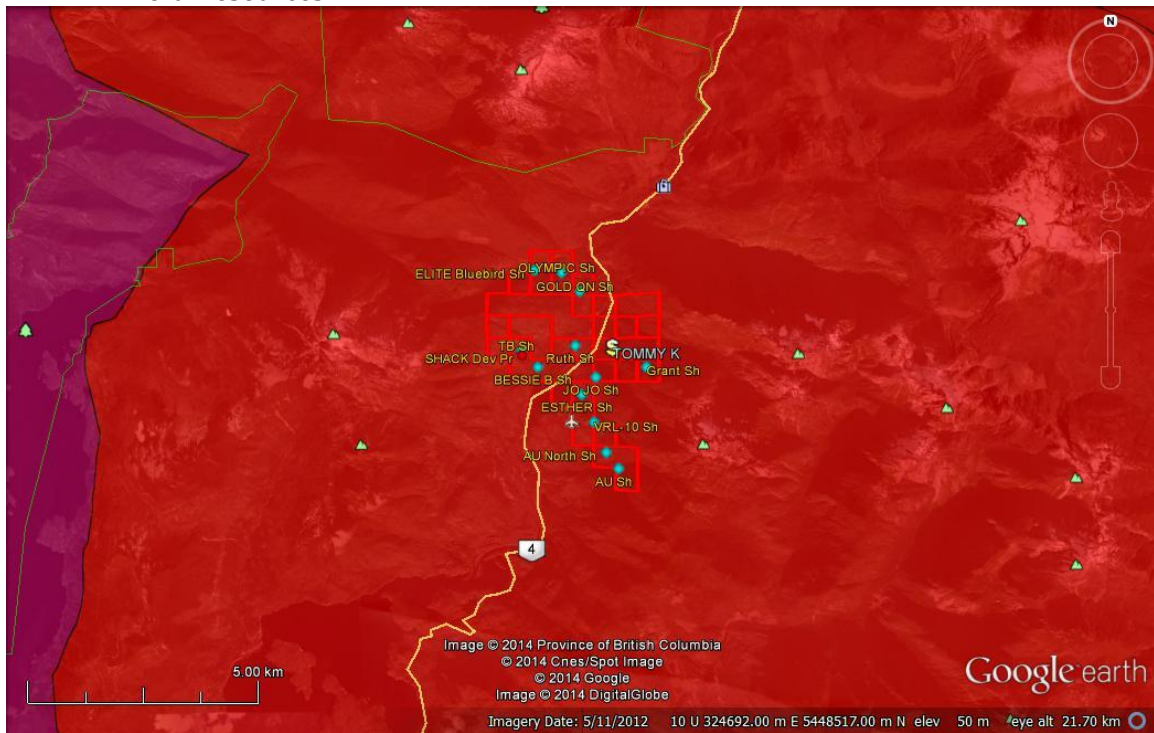 N
OLYMPIC Sh
ELITE Bluebird Sh
GOLD QN Sh
TB Sh
TOMMY K
SHACK Dev Pr
Ruth Sh
Grant Sh
BESSIE B Sh
JO JO Sh
ESTHER Sh
VRL-10 Sh
AU North Sh
AU Sh
4
Image © 2014 Province of British Columbia
© 2014 Cnes/Spot Image
© 2014 Google
Image © 2014 DigitalGlobe
5.00 km
Google earth
Imagery Date: 5/11/2012 10 U 324692.00 m E 5448517.00 m N elev 50 m eye alt 21.70 km